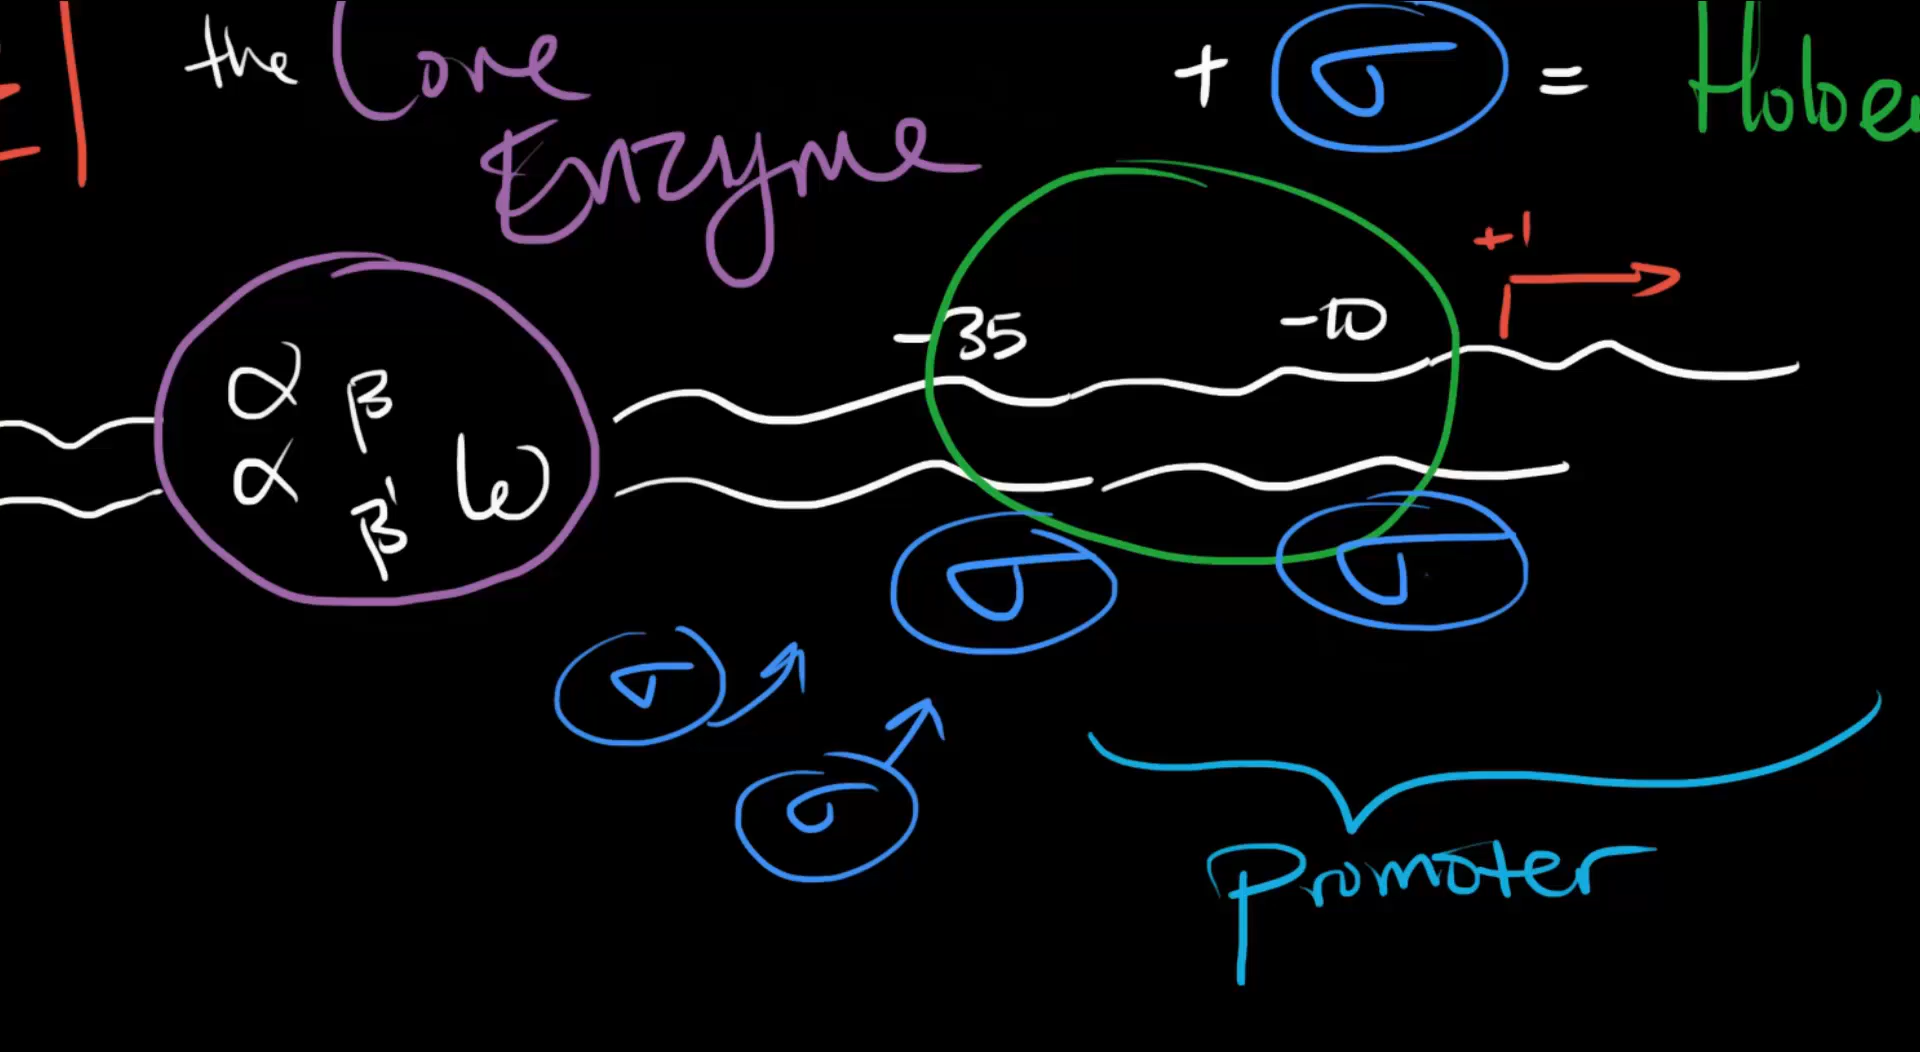 the Core + σ = Holoen
Enzyme
+1
-35 -10
α β
α β' ω
σ σ
σ
σ
Promoter